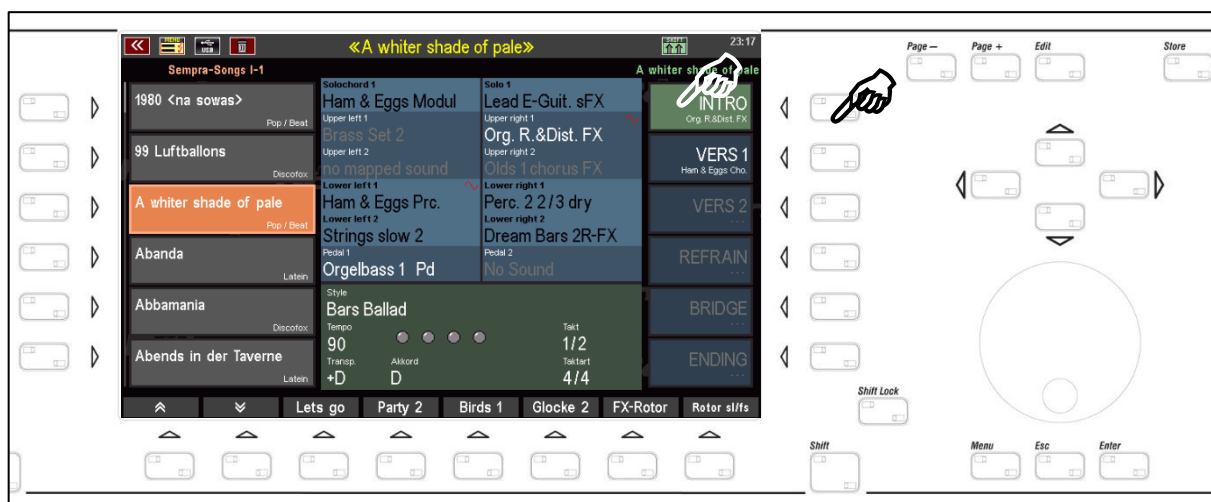 MENU
USB
«A whiter shade of pale»
SHIFT
23:17
Sempra-Songs I-1
A whiter shade of pale
1980 <na sowas>
Pop / Beat
99 Luftballons
Discofox
A whiter shade of pale
Pop / Beat
Abanda
Latein
Abbamania
Discofox
Abends in der Taverne
Latein
Solochord 1
Ham & Eggs Modul
Solo 1
Lead E-Guit. sFX
Upper left 1
Brass Set 2
Upper right 1
Org. R.&Dist. FX
Upper left 2
no mapped sound
Upper right 2
Olds 1chorus FX
Lower left 1
Ham & Eggs Prc.
Lower right 1
Perc. 2 2/3 dry
Lower left 2
Strings slow 2
Lower right 2
Dream Bars 2R-FX
Pedal 1
Orgelbass 1 Pd
Pedal 2
No Sound
Style
Bars Ballad
Tempo
90
Takt
1/2
Transp.
+D
Akkord
D
Taktart
4/4
INTRO
Org. R.&Dist. FX
VERS 1
Ham & Eggs Cho.
VERS 2
---
REFRAIN
---
BRIDGE
---
ENDING
---
Lets go
Party 2
Birds 1
Glocke 2
FX-Rotor
Rotor sl/fs
Page –
Page +
Edit
Store
Shift Lock
Shift
Menu
Esc
Enter